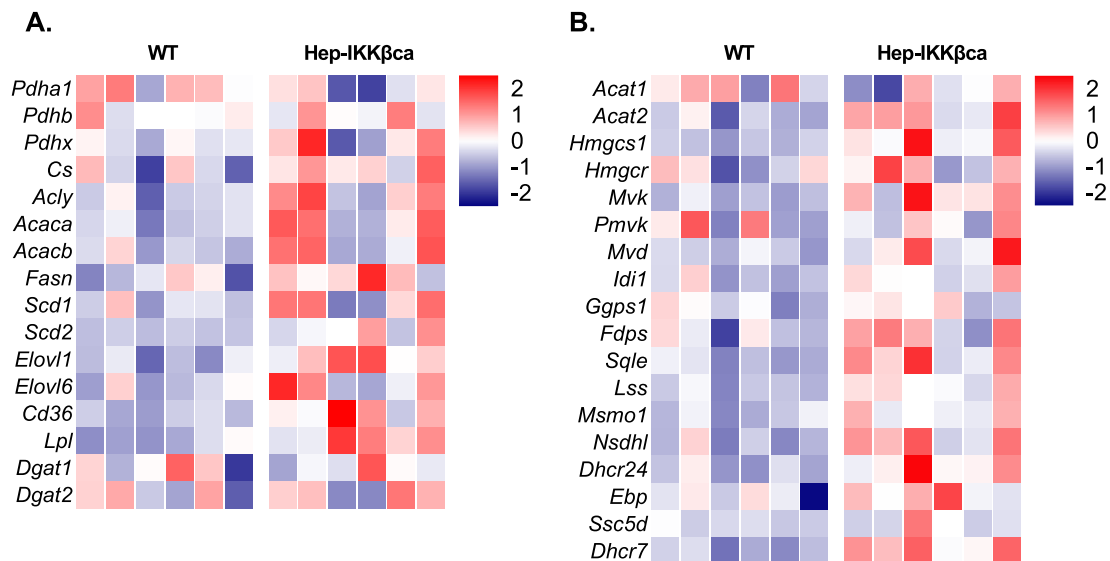 A.
WT Hep-IKKβca
Pdha1
Pdhb
Pdhx
Cs
Acly
Acaca
Acacb
Fasn
Scd1
Scd2
Elovl1
Elovl6
Cd36
Lpl
Dgat1
Dgat2
2
1
0
-1
-2
B.
WT Hep-IKKβca
Acat1
Acat2
Hmgcs1
Hmgcr
Mvk
Pmvk
Mvd
Idi1
Ggps1
Fdps
Sqle
Lss
Msmo1
Nsdhl
Dhcr24
Ebp
Ssc5d
Dhcr7
2
1
0
-1
-2